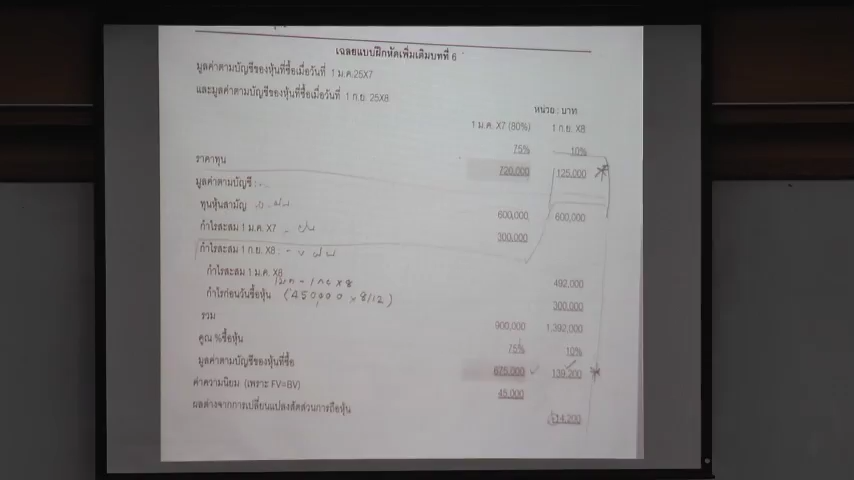 เฉลยแบบฝึกหัดเพิ่มเติมบทที่ 6
มูลค่าตามบัญชีของหุ้นที่ซื้อเมื่อวันที่ 1 ม.ค.25X7
และมูลค่าตามบัญชีของหุ้นที่ซื้อเมื่อวันที่ 1 ก.ย. 25X8
หน่วย : บาท
1 ม.ค. X7 (80%) 1 ก.ย. X8
75% 10%
ราคาทุน 720,000 125,000
มูลค่าตามบัญชี :
ทุนหุ้นสามัญ 600,000 600,000
กำไรสะสม 1 ม.ค. X7 300,000
กำไรสะสม 1 ก.ย. X8 :
กำไรสะสม 1 ม.ค. X8 492,000
1 ม.ค - 1 กย x8
กำไรก่อนวันซื้อหุ้น (450,000 x 8/12) 300,000
รวม 900,000 1,392,000
คูณ %ซื้อหุ้น 75% 10%
มูลค่าตามบัญชีของหุ้นที่ซื้อ 675,000 139,200
ค่าความนิยม (เพราะ FV=BV) 45,000
ผลต่างจากการเปลี่ยนแปลงสัดส่วนการถือหุ้น 14,200